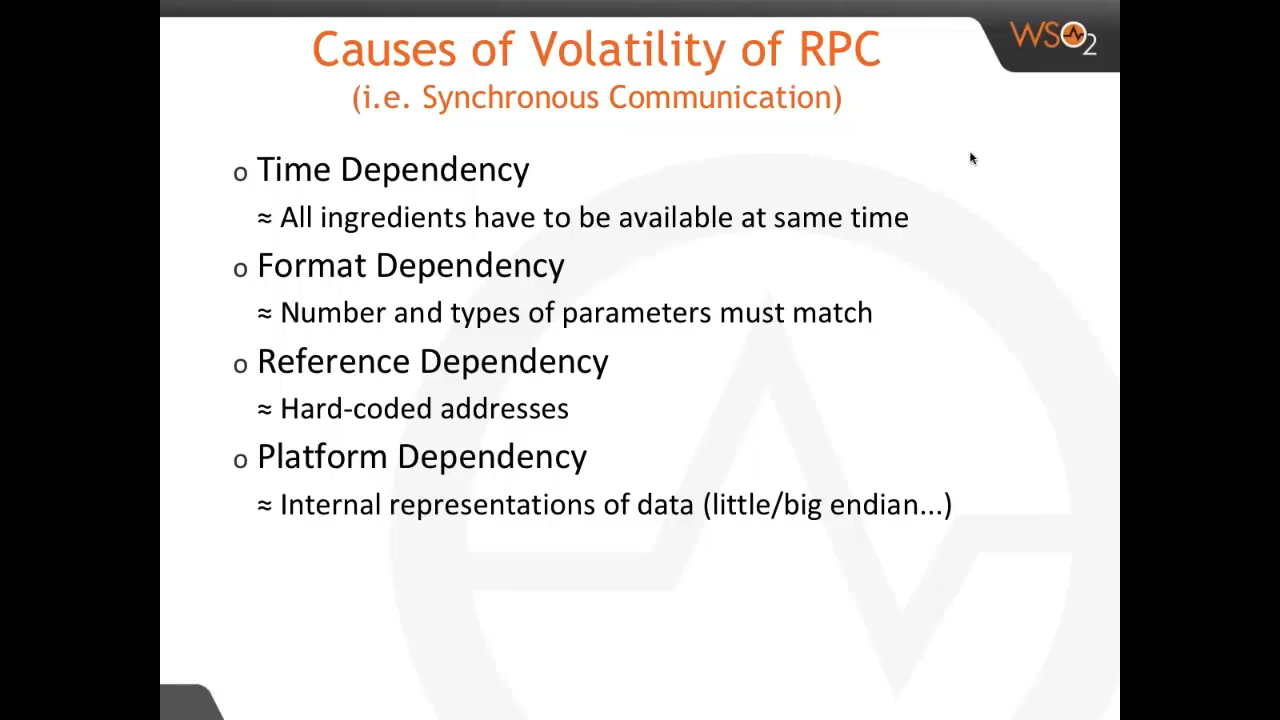 Causes of Volatility of RPC
WSO2
(i.e. Synchronous Communication)
o Time Dependency
≈ All ingredients have to be available at same time
o Format Dependency
≈ Number and types of parameters must match
o Reference Dependency
≈ Hard-coded addresses
o Platform Dependency
≈ Internal representations of data (little/big endian...)